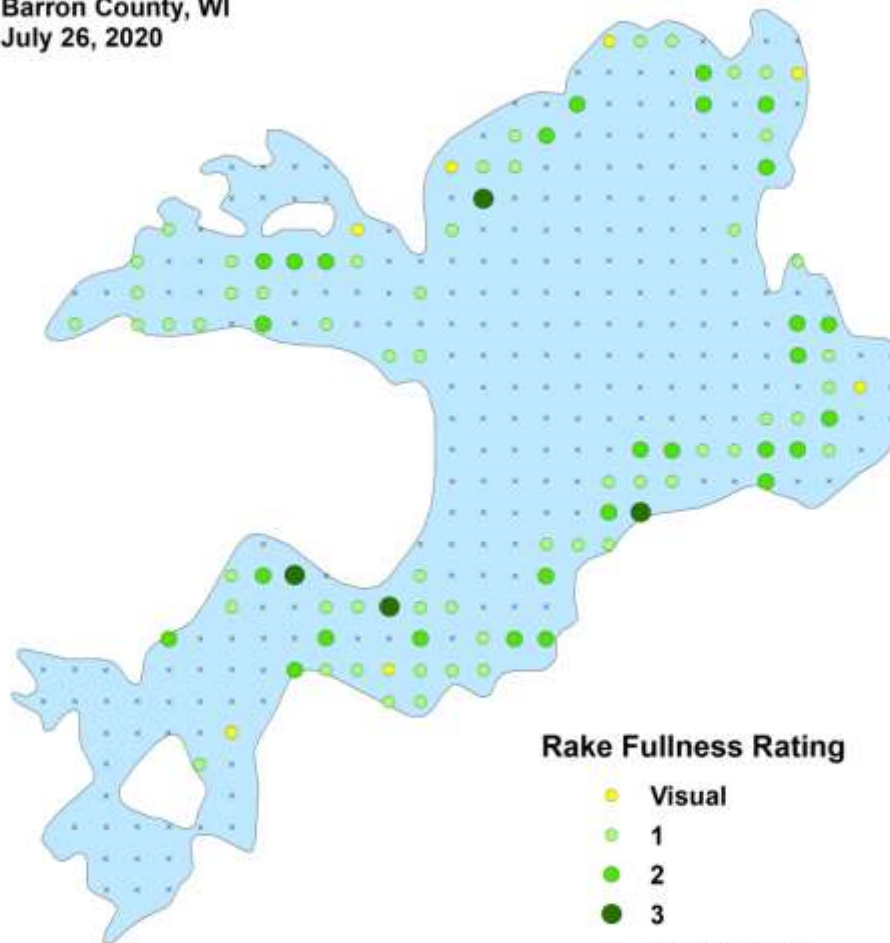 Barron County, WI
July 26, 2020
Rake Fullness Rating
Visual
1
2
3